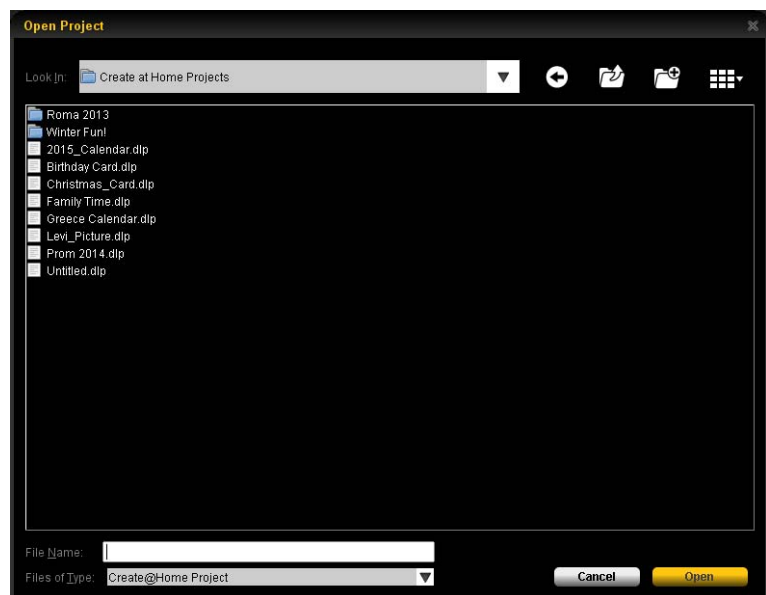 Open Project
Look In: Create at Home Projects
Roma 2013
Winter Fun!
2015_Calendar.dlp
Birthday Card.dlp
Christmas_Card.dlp
Family Time.dlp
Greece Calendar.dlp
Levi_Picture.dlp
Prom 2014.dlp
Untitled.dlp
File Name:
Files of Type: Create@Home Project
Cancel Open